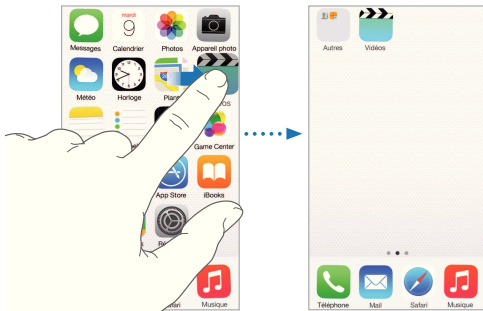 Messages Calendrier Photos Appareil photo
mardi
9
Météo Horloge Plans
Game Center
App Store iBooks
Musique
Autres Vidéos
Téléphone Mail Safari Musique